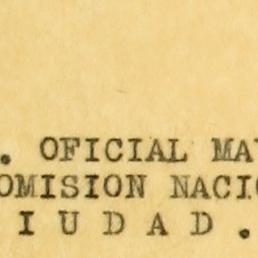 . OFICIAL MA
OMISION NACI
I U D A D .